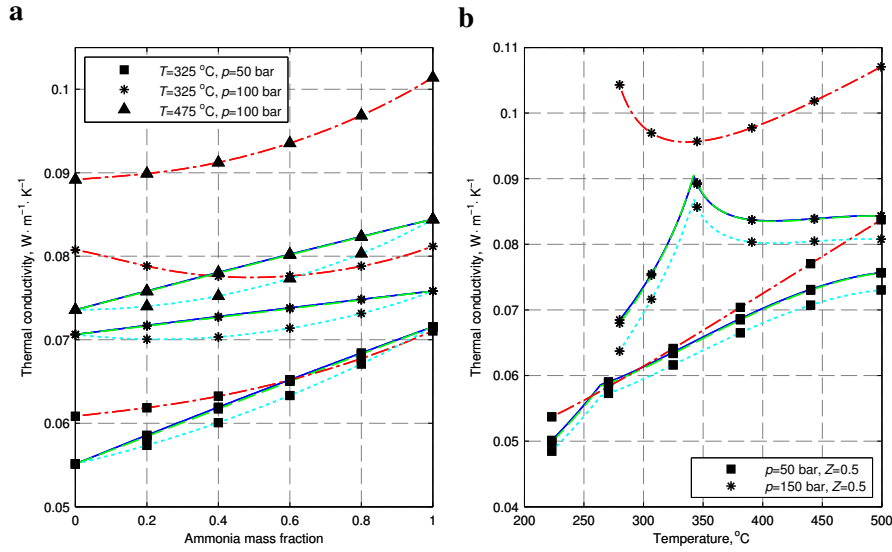 a
Thermal conductivity, W· m⁻¹· K⁻¹
0.1
0.09
0.08
0.07
0.06
0.05
T=325 °C, p=50 bar
T=325 °C, p=100 bar
T=475 °C, p=100 bar
0 0.2 0.4 0.6 0.8 1
Ammonia mass fraction
b
Thermal conductivity, W· m⁻¹· K⁻¹
0.11
0.1
0.09
0.08
0.07
0.06
0.05
0.04
p=50 bar, Z=0.5
p=150 bar, Z=0.5
200 250 300 350 400 450 500
Temperature, °C